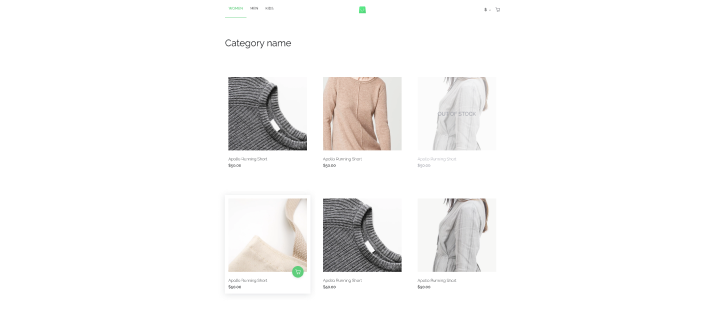 WOMEN MEN KIDS
$
Category name
OUT OF STOCK
Apollo Running Short
$50.00
Apollo Running Short
$50.00
Apollo Running Short
$50.00
Apollo Running Short
$50.00
Apollo Running Short
$50.00
Apollo Running Short
$50.00